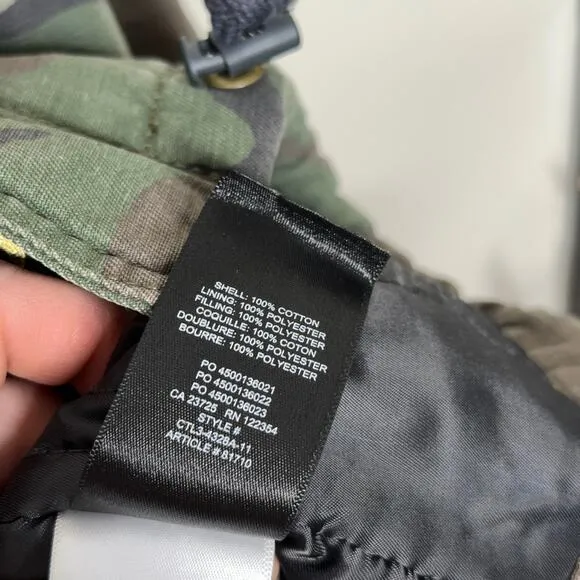 SHELL: 100% COTTON
LINING: 100% POLYESTER
FILLING: 100% POLYESTER
COQUILLE: 100% COTON
DOUBLURE: 100% POLYESTER
BOURRE: 100% POLYESTER
PO 4500136021
PO 4500136022
PO 4500136023
CA 23725 RN 122354
STYLE #
CTL3-4328A-11
ARTICLE # 81710